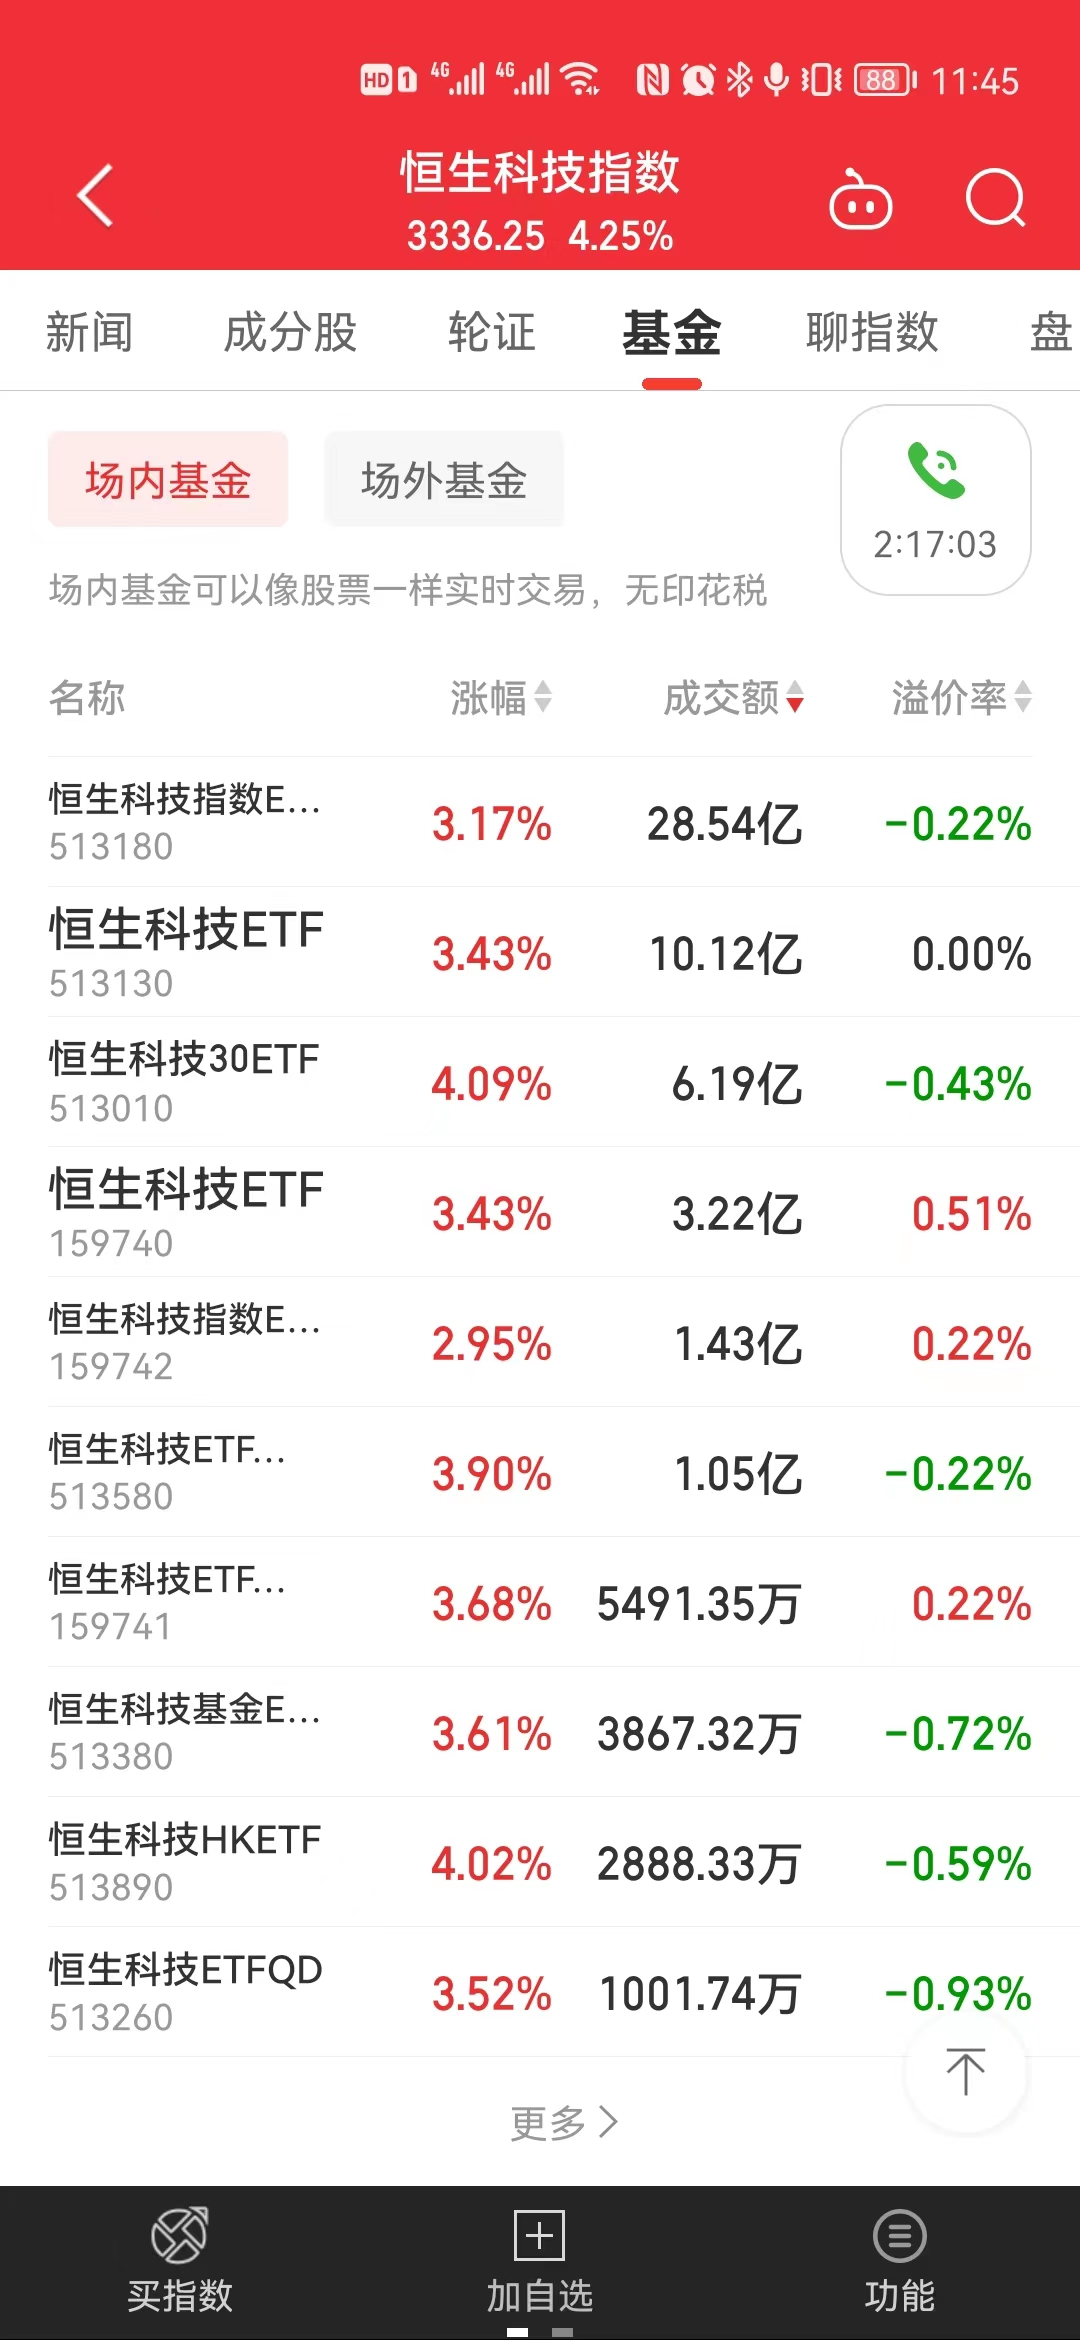 HD 1 4G 4G 88 11:45
恒生科技指数
3336.25 4.25%
新闻 成分股 轮证 基金 聊指数 盘
场内基金 场外基金
2:17:03
场内基金可以像股票一样实时交易，无印花税
名称 涨幅 成交额 溢价率
恒生科技指数E...
513180 3.17% 28.54亿 -0.22%
恒生科技ETF
513130 3.43% 10.12亿 0.00%
恒生科技30ETF
513010 4.09% 6.19亿 -0.43%
恒生科技ETF
159740 3.43% 3.22亿 0.51%
恒生科技指数E...
159742 2.95% 1.43亿 0.22%
恒生科技ETF...
513580 3.90% 1.05亿 -0.22%
恒生科技ETF...
159741 3.68% 5491.35万 0.22%
恒生科技基金E...
513380 3.61% 3867.32万 -0.72%
恒生科技HKETF
513890 4.02% 2888.33万 -0.59%
恒生科技ETFQD
513260 3.52% 1001.74万 -0.93%
更多
买指数 加自选 功能